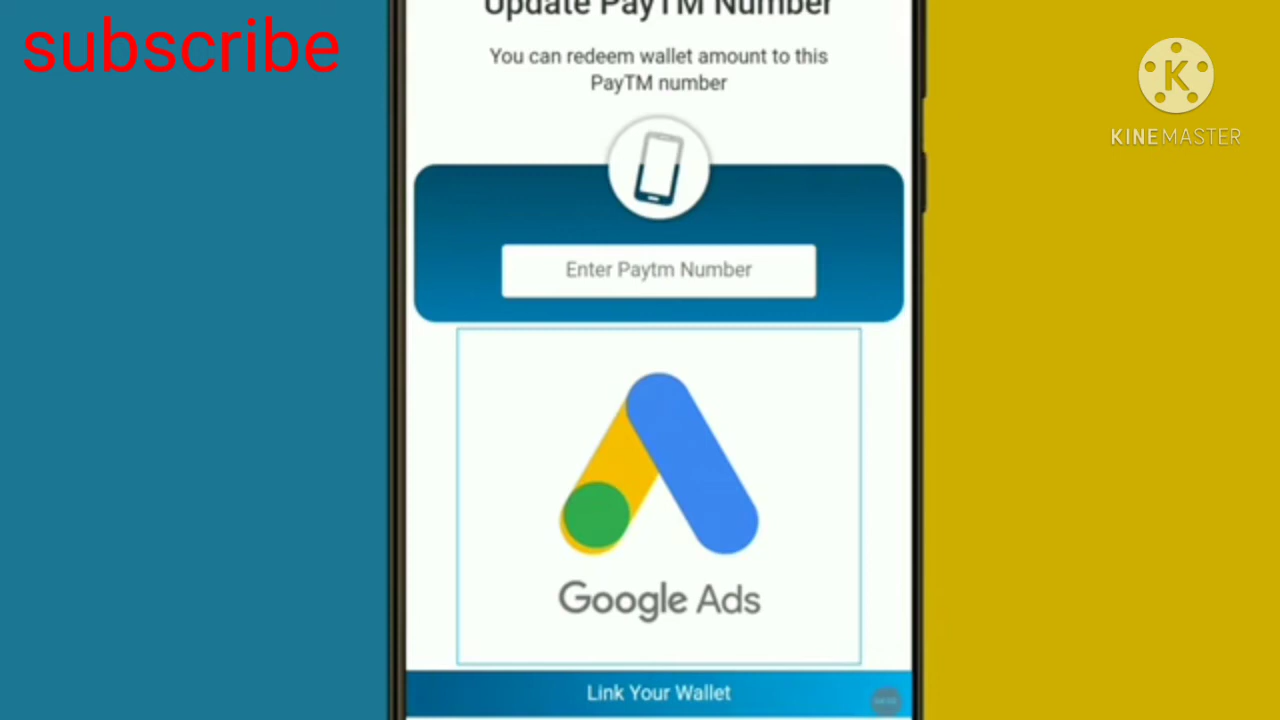 subscribe
Update PayTM Number
You can redeem wallet amount to this
PayTM number
K
KINEMASTER
Enter Paytm Number
Google Ads
Link Your Wallet